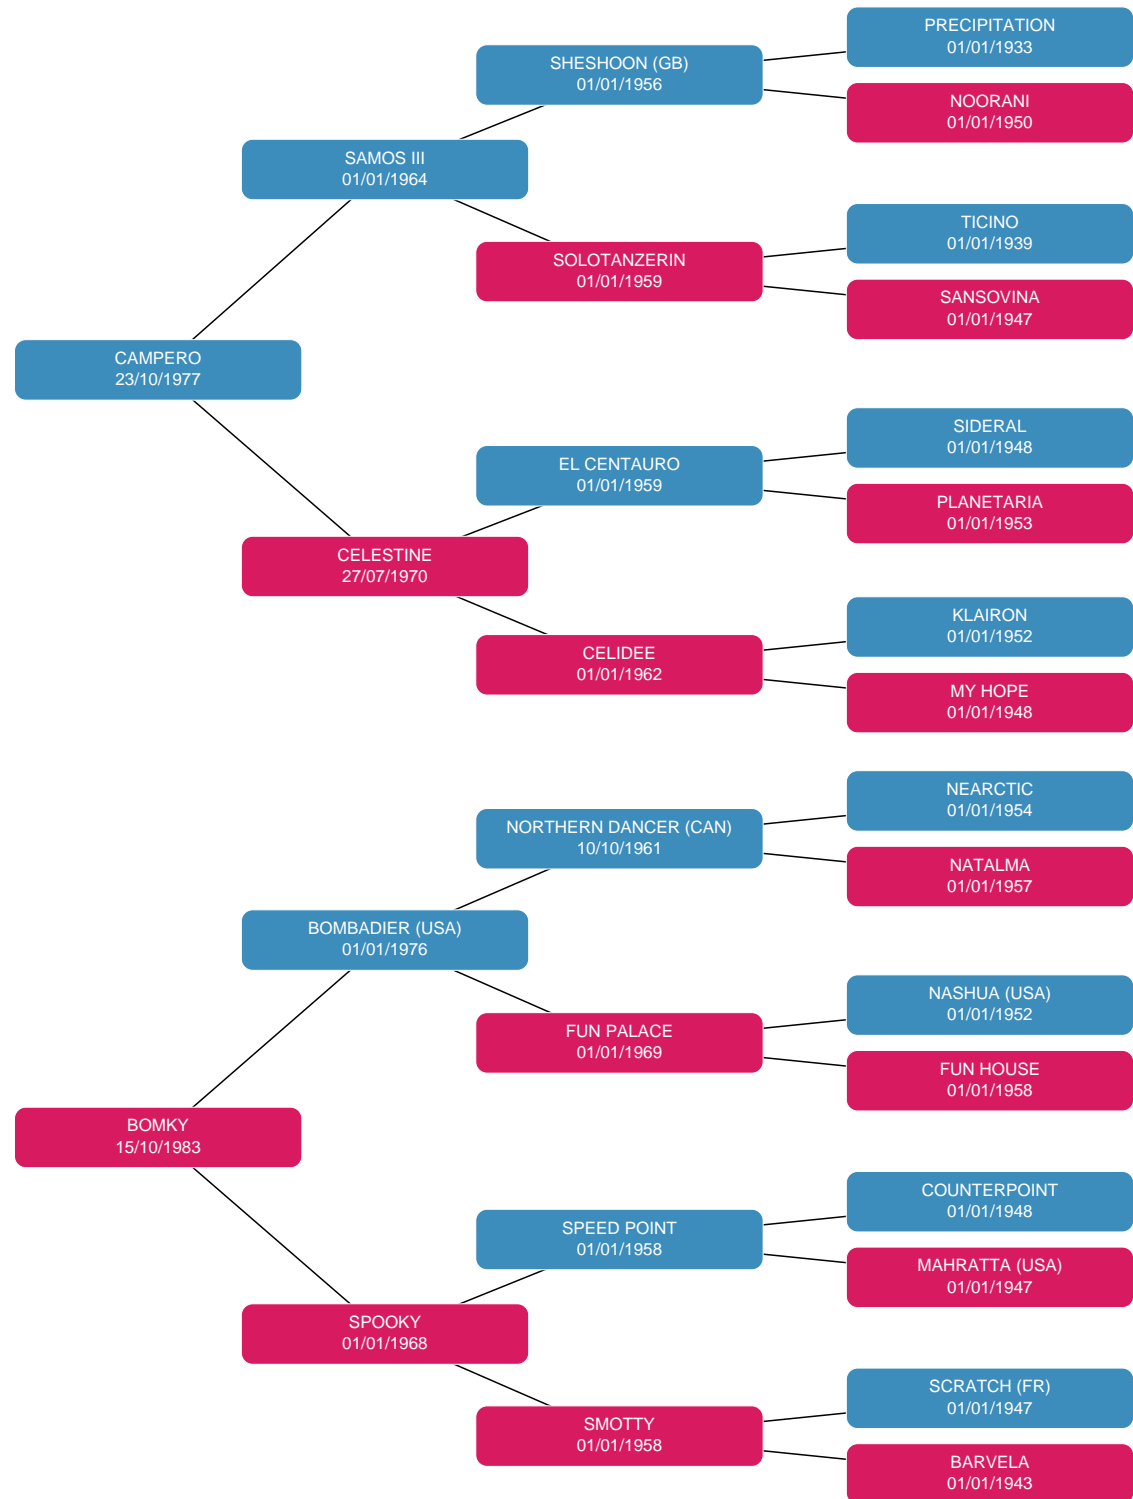 PRECIPITATION
01/01/1933
SHESHOON (GB)
01/01/1956
NOORANI
01/01/1950
SAMOS III
01/01/1964
TICINO
01/01/1939
SOLOTANZERIN
01/01/1959
SANSOVINA
01/01/1947
CAMPERO
23/10/1977
SIDERAL
01/01/1948
EL CENTAURO
01/01/1959
PLANETARIA
01/01/1953
CELESTINE
27/07/1970
KLAIRON
01/01/1952
CELIDEE
01/01/1962
MY HOPE
01/01/1948
NEARCTIC
01/01/1954
NORTHERN DANCER (CAN)
10/10/1961
NATALMA
01/01/1957
BOMBADIER (USA)
01/01/1976
NASHUA (USA)
01/01/1952
FUN PALACE
01/01/1969
FUN HOUSE
01/01/1958
BOMKY
15/10/1983
COUNTERPOINT
01/01/1948
SPEED POINT
01/01/1958
MAHRATTA (USA)
01/01/1947
SPOOKY
01/01/1968
SCRATCH (FR)
01/01/1947
SMOTTY
01/01/1958
BARVELA
01/01/1943